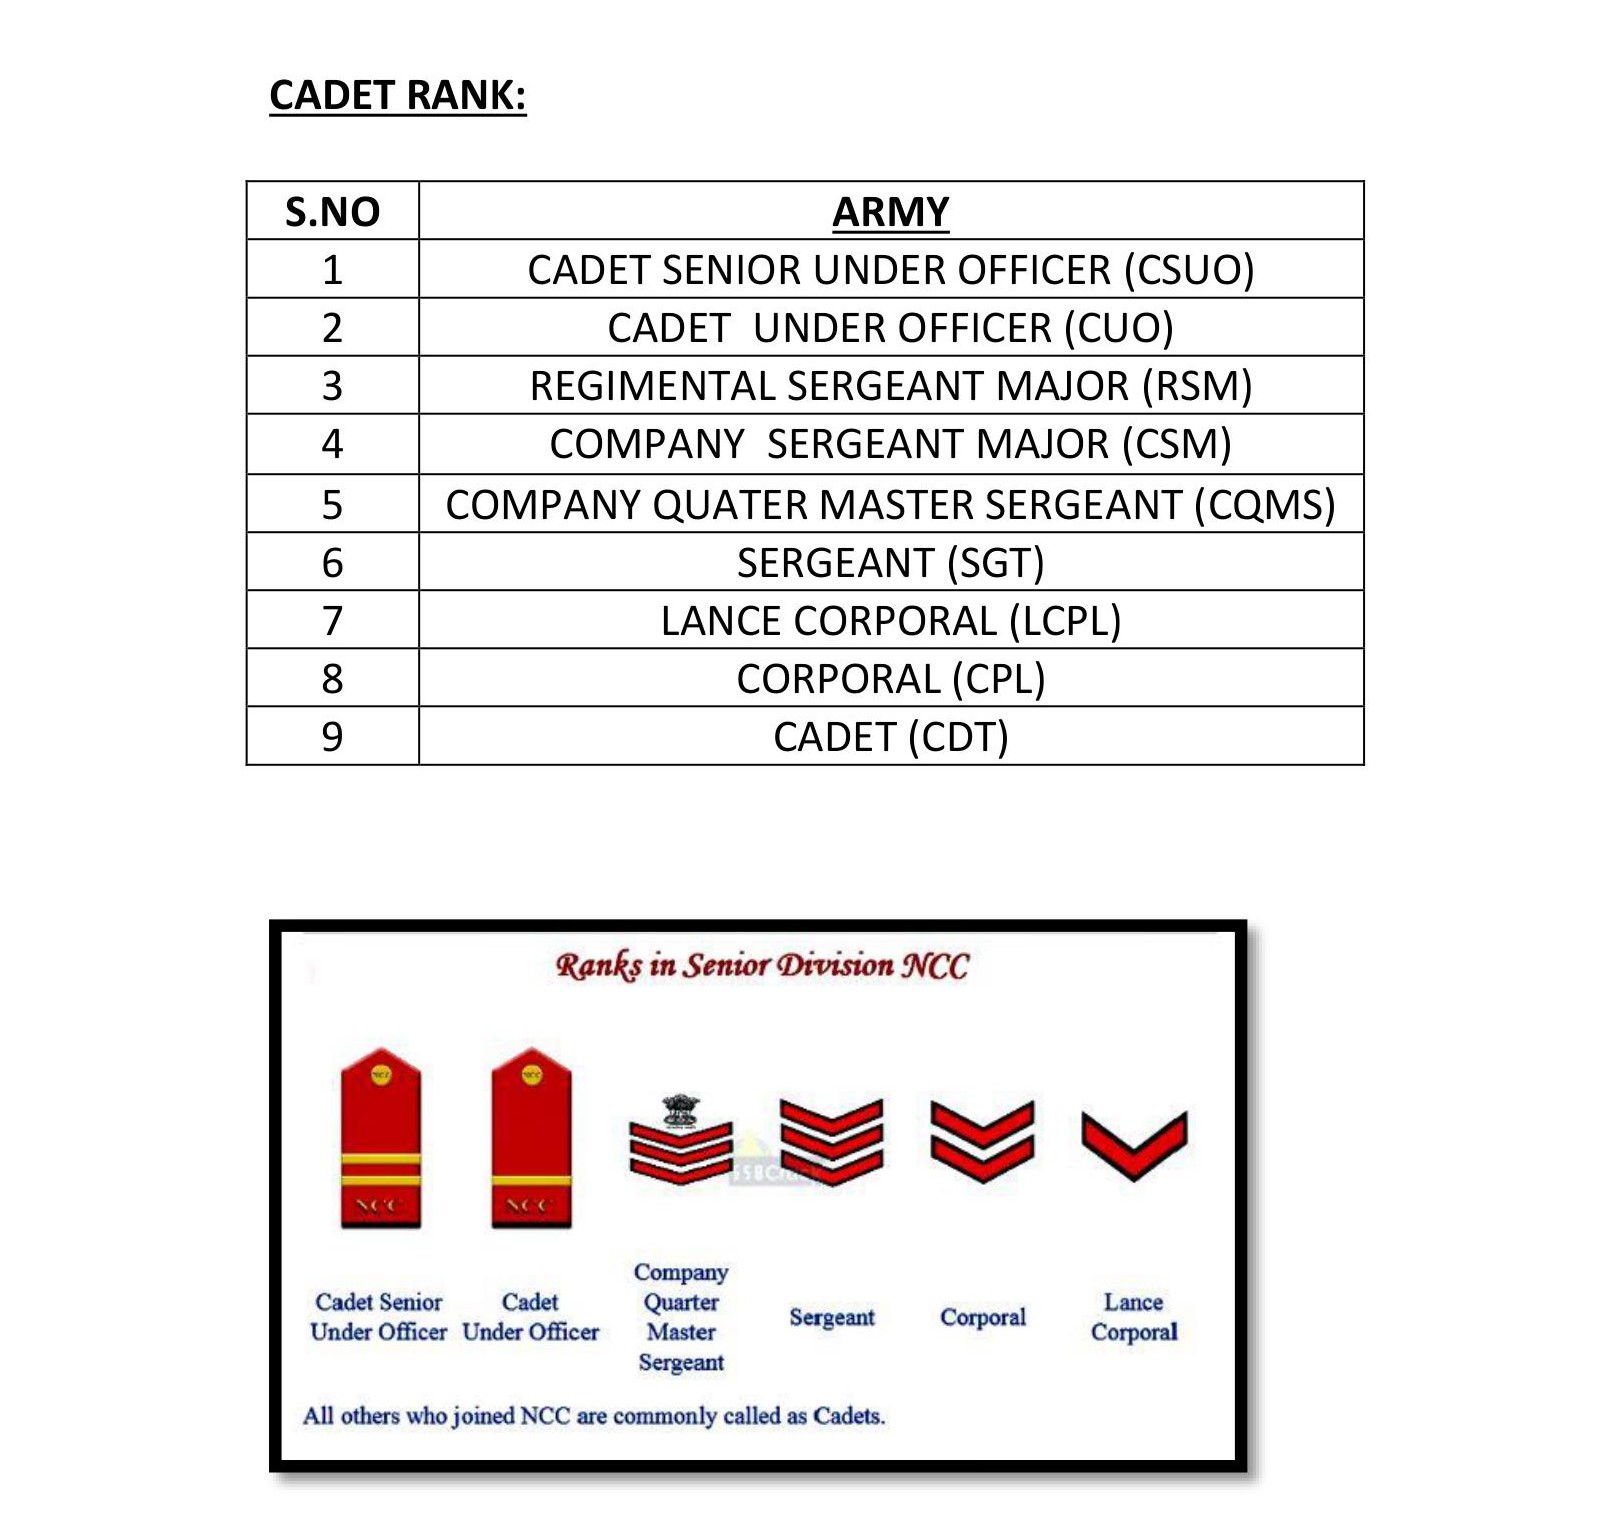 CADET RANK:
S.NO ARMY
1 CADET SENIOR UNDER OFFICER (CSUO)
2 CADET UNDER OFFICER (CUO)
3 REGIMENTAL SERGEANT MAJOR (RSM)
4 COMPANY SERGEANT MAJOR (CSM)
5 COMPANY QUATER MASTER SERGEANT (CQMS)
6 SERGEANT (SGT)
7 LANCE CORPORAL (LCPL)
8 CORPORAL (CPL)
9 CADET (CDT)
Ranks in Senior Division NCC
NCC NCC
NCC NCC
Cadet Senior Under Officer
Cadet Under Officer
Company Quarter Master Sergeant
Sergeant
Corporal
Lance Corporal
All others who joined NCC are commonly called as Cadets.